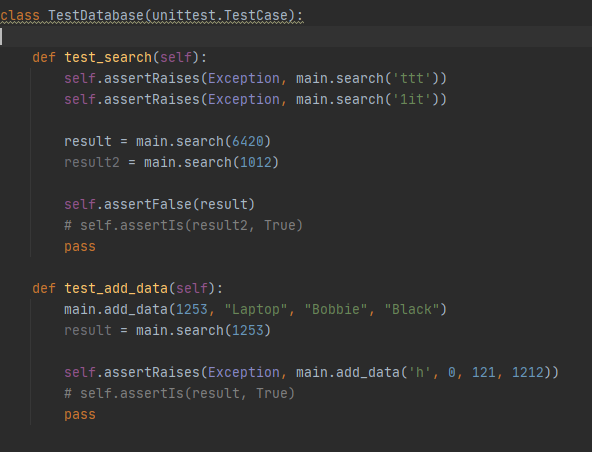 class TestDatabase(unittest.TestCase):
def test_search(self):
self.assertRaises(Exception, main.search('ttt'))
self.assertRaises(Exception, main.search('1it'))
result = main.search(6420)
result2 = main.search(1012)
self.assertFalse(result)
# self.assertIs(result2, True)
pass
def test_add_data(self):
main.add_data(1253, "Laptop", "Bobbie", "Black")
result = main.search(1253)
self.assertRaises(Exception, main.add_data('h', 0, 121, 1212))
# self.assertIs(result, True)
pass